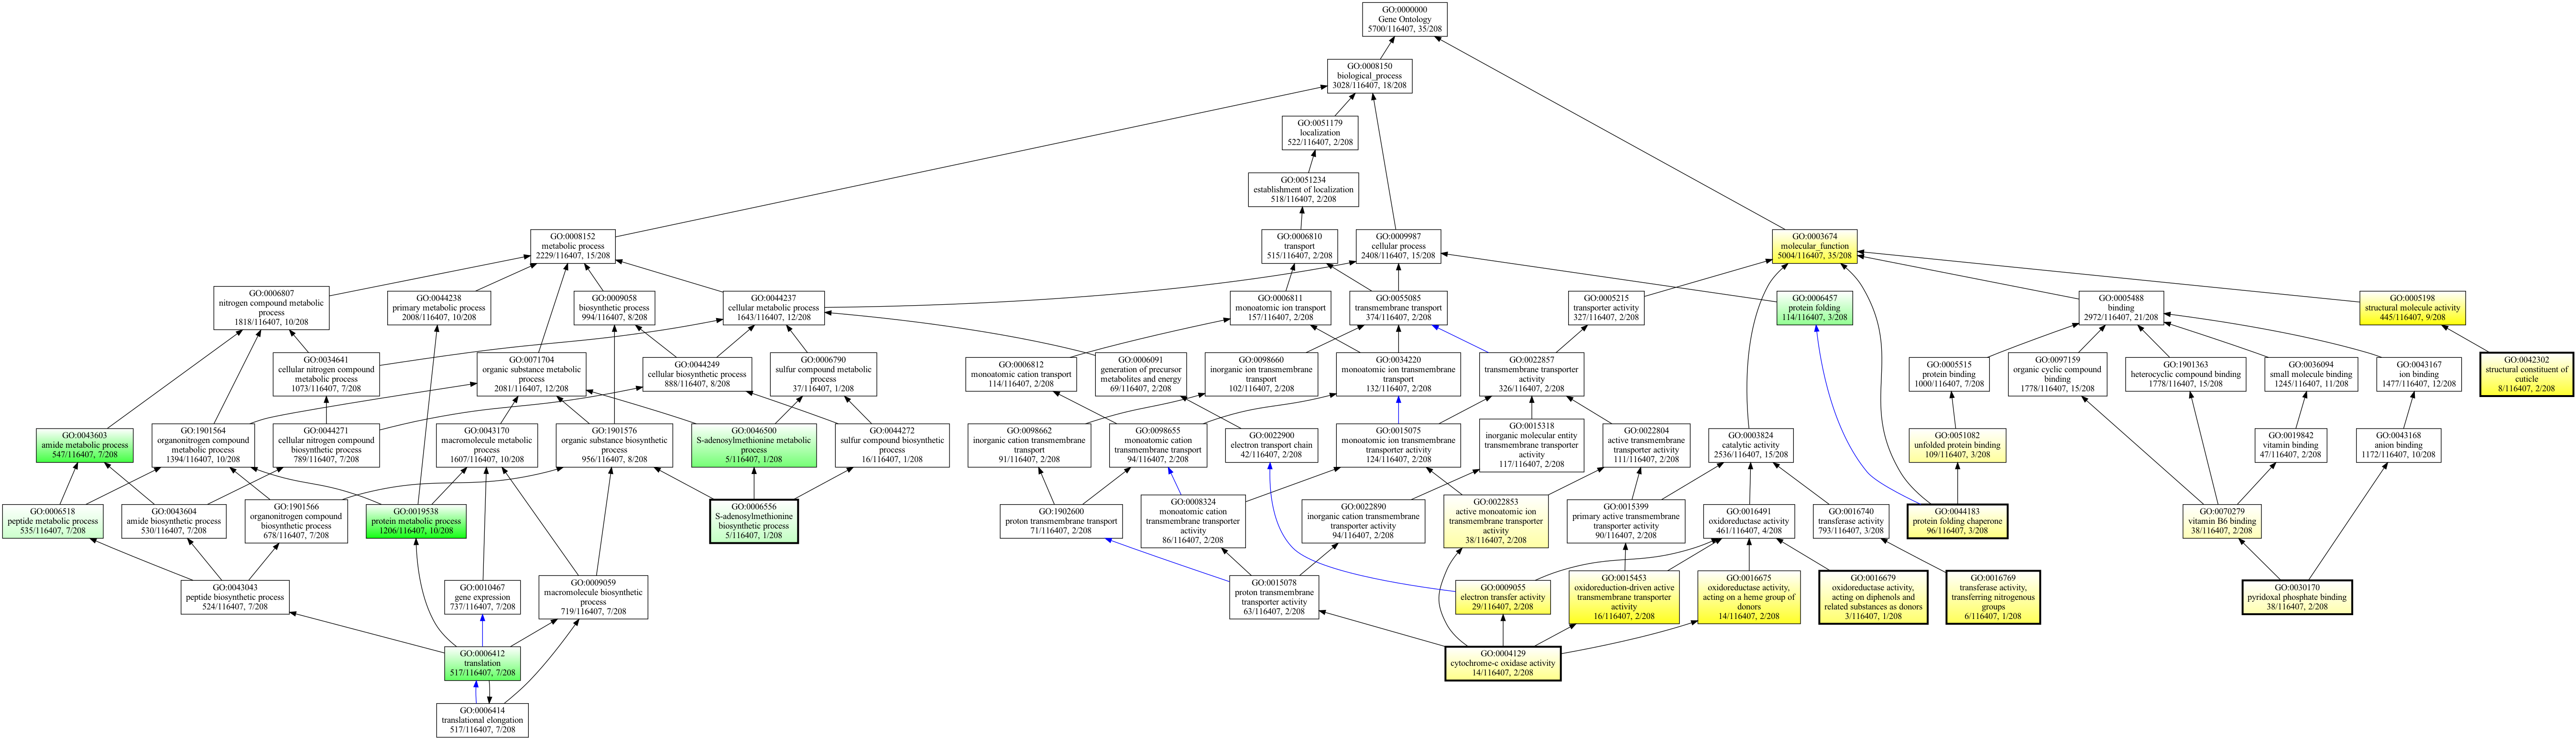 GO:0000000
Gene Ontology
5700/116407, 35/208
GO:0008150
biological_process
3028/116407, 18/208
GO:0051179
localization
522/116407, 2/208
GO:0051234
establishment of localization
518/116407, 2/208
GO:0008152
metabolic process
2229/116407, 15/208
GO:0006810
transport
515/116407, 2/208
GO:0009987
cellular process
2408/116407, 15/208
GO:0003674
molecular_function
5004/116407, 35/208
GO:0006807
nitrogen compound metabolic
process
1818/116407, 10/208
GO:0044238
primary metabolic process
2008/116407, 10/208
GO:0009058
biosynthetic process
994/116407, 8/208
GO:0044237
cellular metabolic process
1643/116407, 12/208
GO:0006811
monoatomic ion transport
157/116407, 2/208
GO:0055085
transmembrane transport
374/116407, 2/208
GO:0005215
transporter activity
327/116407, 2/208
GO:0006457
protein folding
114/116407, 3/208
GO:0005488
binding
2972/116407, 21/208
GO:0005198
structural molecule activity
445/116407, 9/208
GO:0034641
cellular nitrogen compound
metabolic process
1073/116407, 7/208
GO:0071704
organic substance metabolic
process
2081/116407, 12/208
GO:0044249
cellular biosynthetic process
888/116407, 8/208
GO:0006790
sulfur compound metabolic
process
37/116407, 1/208
GO:0006812
monoatomic cation transport
114/116407, 2/208
GO:0006091
generation of precursor
metabolites and energy
69/116407, 2/208
GO:0098660
inorganic ion transmembrane
transport
102/116407, 2/208
GO:0034220
monoatomic ion transmembrane
transport
132/116407, 2/208
GO:0022857
transmembrane transporter
activity
326/116407, 2/208
GO:0005515
protein binding
1000/116407, 7/208
GO:0097159
organic cyclic compound
binding
1778/116407, 15/208
GO:1901363
heterocyclic compound binding
1778/116407, 15/208
GO:0036094
small molecule binding
1245/116407, 11/208
GO:0043167
ion binding
1477/116407, 12/208
GO:0042302
structural constituent of
cuticle
8/116407, 2/208
GO:0043603
amide metabolic process
547/116407, 7/208
GO:1901564
organonitrogen compound
metabolic process
1394/116407, 10/208
GO:0044271
cellular nitrogen compound
biosynthetic process
789/116407, 7/208
GO:0043170
macromolecule metabolic
process
1607/116407, 10/208
GO:1901576
organic substance biosynthetic
process
956/116407, 8/208
GO:0046500
S-adenosylmethionine metabolic
process
5/116407, 1/208
GO:0044272
sulfur compound biosynthetic
process
16/116407, 1/208
GO:0098662
inorganic cation transmembrane
transport
91/116407, 2/208
GO:0098655
monoatomic cation
transmembrane transport
94/116407, 2/208
GO:0022900
electron transport chain
42/116407, 2/208
GO:0015075
monoatomic ion transmembrane
transporter activity
124/116407, 2/208
GO:0015318
inorganic molecular entity
transmembrane transporter
activity
117/116407, 2/208
GO:0022804
active transmembrane
transporter activity
111/116407, 2/208
GO:0003824
catalytic activity
2536/116407, 15/208
GO:0051082
unfolded protein binding
109/116407, 3/208
GO:0019842
vitamin binding
47/116407, 2/208
GO:0043168
anion binding
1172/116407, 10/208
GO:0006518
peptide metabolic process
535/116407, 7/208
GO:0043604
amide biosynthetic process
530/116407, 7/208
GO:1901566
organonitrogen compound
biosynthetic process
678/116407, 7/208
GO:0019538
protein metabolic process
1206/116407, 10/208
GO:0006556
S-adenosylmethionine
biosynthetic process
5/116407, 1/208
GO:1902600
proton transmembrane transport
71/116407, 2/208
GO:0008324
monoatomic cation
transmembrane transporter
activity
86/116407, 2/208
GO:0022890
inorganic cation transmembrane
transporter activity
94/116407, 2/208
GO:0022853
active monoatomic ion
transmembrane transporter
activity
38/116407, 2/208
GO:0015399
primary active transmembrane
transporter activity
90/116407, 2/208
GO:0016491
oxidoreductase activity
461/116407, 4/208
GO:0016740
transferase activity
793/116407, 3/208
GO:0044183
protein folding chaperone
96/116407, 3/208
GO:0070279
vitamin B6 binding
38/116407, 2/208
GO:0043043
peptide biosynthetic process
524/116407, 7/208
GO:0010467
gene expression
737/116407, 7/208
GO:0009059
macromolecule biosynthetic
process
719/116407, 7/208
GO:0015078
proton transmembrane
transporter activity
63/116407, 2/208
GO:0009055
electron transfer activity
29/116407, 2/208
GO:0015453
oxidoreduction-driven active
transmembrane transporter
activity
16/116407, 2/208
GO:0016675
oxidoreductase activity,
acting on a heme group of
donors
14/116407, 2/208
GO:0016679
oxidoreductase activity,
acting on diphenols and
related substances as donors
3/116407, 1/208
GO:0016769
transferase activity,
transferring nitrogenous
groups
6/116407, 1/208
GO:0030170
pyridoxal phosphate binding
38/116407, 2/208
GO:0006412
translation
517/116407, 7/208
GO:0004129
cytochrome-c oxidase activity
14/116407, 2/208
GO:0006414
translational elongation
517/116407, 7/208